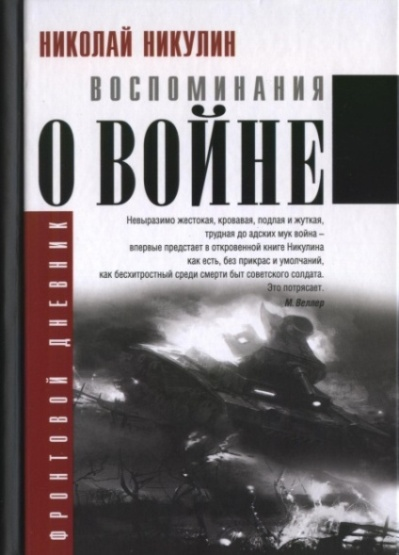 НИКОЛАЙ НИКУЛИН
ВОСПОМИНАНИЯ
О ВОЙНЕ
Невыразимо жестокая, кровавая, подлая и жуткая,
трудная до адских мук война –
впервые предстает в откровенной книге Никулина
как есть, без прикрас и умолчаний,
как бесхитростный среди смерти быт советского солдата.
Это потрясает.
М. Веллер
ФРОНТОВОЙ ДНЕВНИК